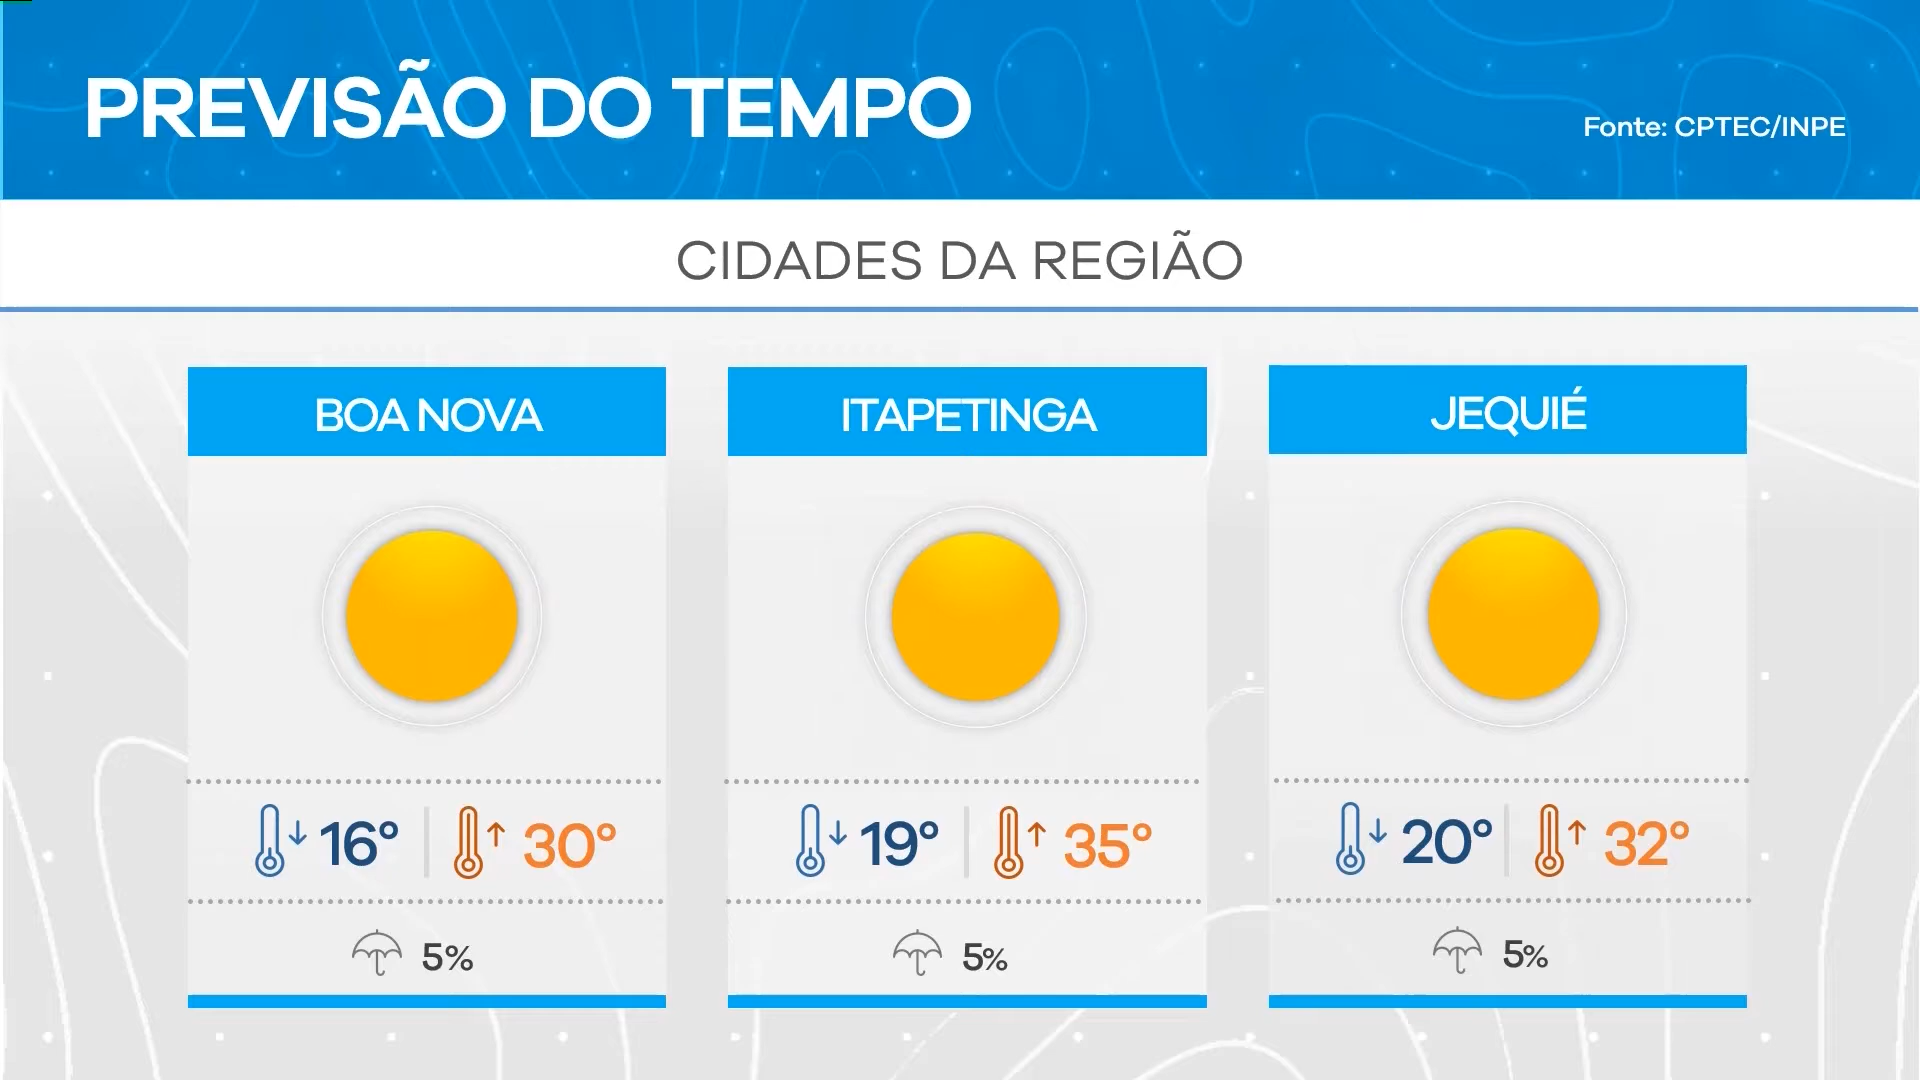 PREVISÃO DO TEMPO
Fonte: CPTEC/INPE
CIDADES DA REGIÃO
BOA NOVA
16° 30°
5%
ITAPETINGA
19° 35°
5%
JEQUIÉ
20° 32°
5%